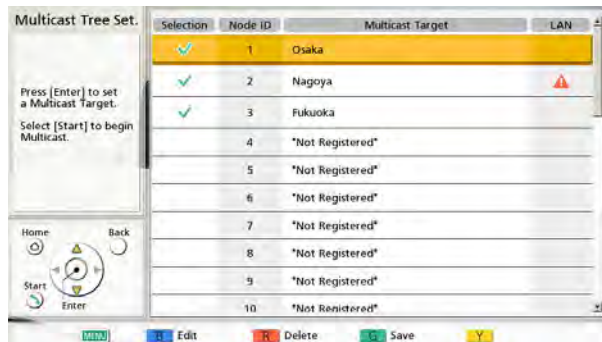 Multicast Tree Set.
Press [Enter] to set
a Multicast Target.
Select [Start] to begin
Multicast.
Home
Back
Start
Enter
Selection Node ID Multicast Target LAN
1 Osaka
2 Nagoya
3 Fukuoka
4 *Not Registered*
5 *Not Registered*
6 *Not Registered*
7 *Not Registered*
8 *Not Registered*
9 *Not Registered*
10 *Not Registered*
MENU B Edit R Delete G Save Y